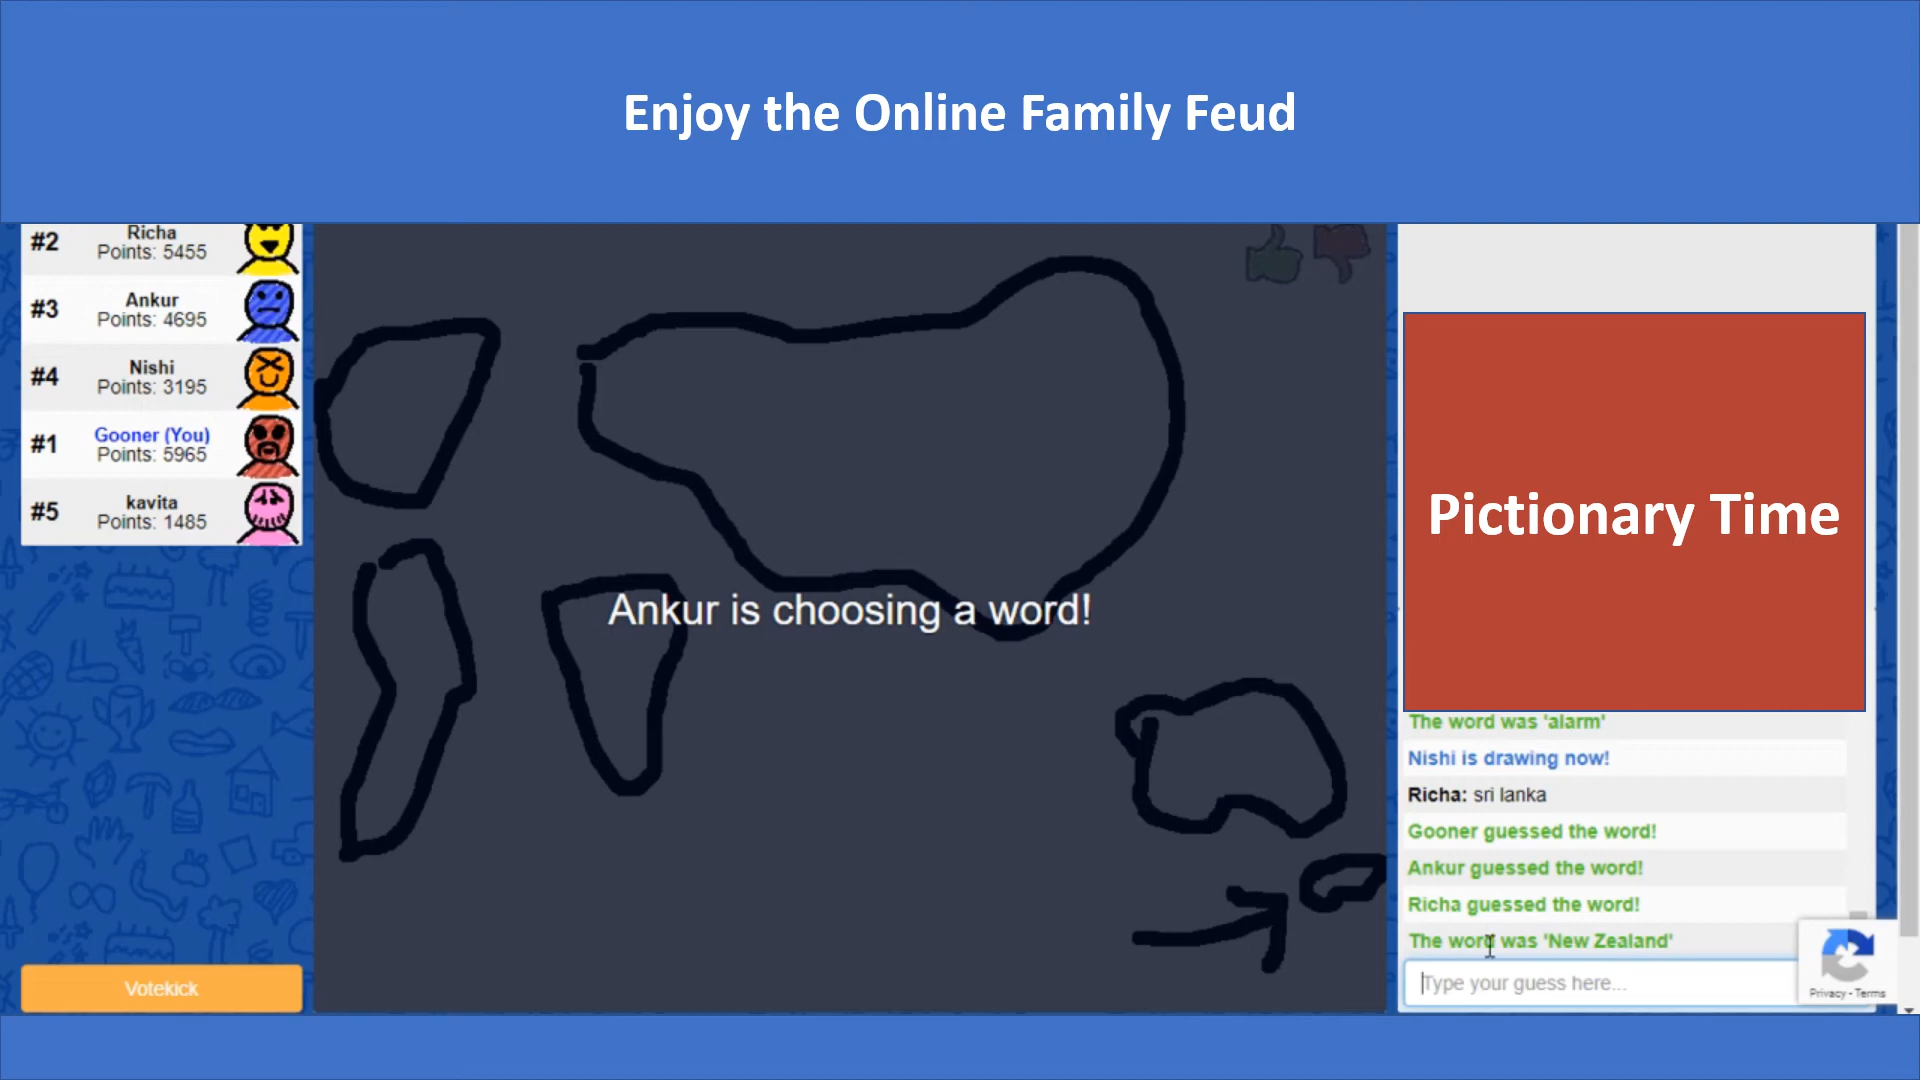 Enjoy the Online Family Feud
#2
Richa
Points: 5455
#3
Ankur
Points: 4695
#4
Nishi
Points: 3195
#1
Gooner (You)
Points: 5965
#5
kavita
Points: 1485
Votekick
Ankur is choosing a word!
Pictionary Time
The word was 'alarm'
Nishi is drawing now!
Richa: sri lanka
Gooner guessed the word!
Ankur guessed the word!
Richa guessed the word!
The word was 'New Zealand'
Type your guess here...
Privacy - Terms